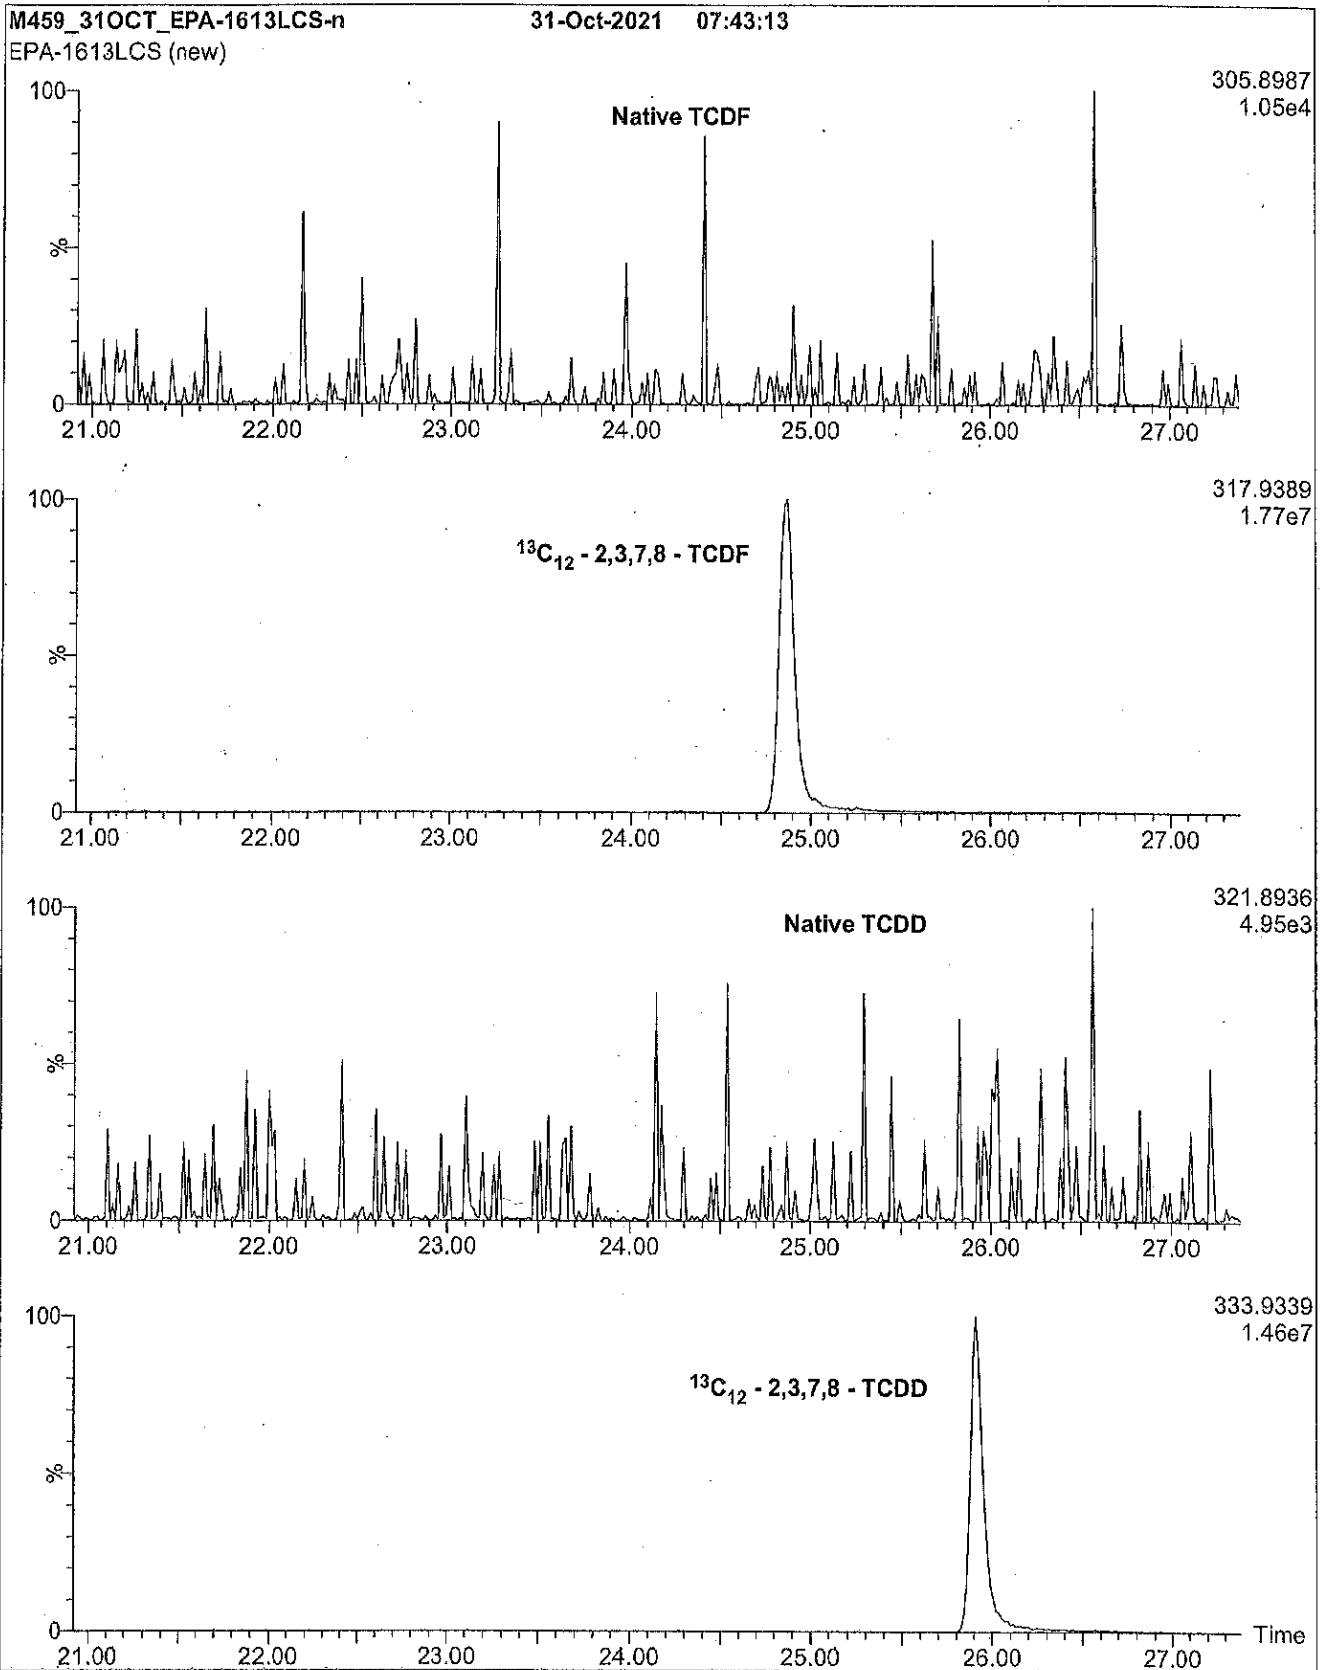 M459_31OCT_EPA-1613LCS-n 31-Oct-2021 07:43:13
EPA-1613LCS (new)
305.8987
1.05e4
100
Native TCDF
%
0
21.00 22.00 23.00 24.00 25.00 26.00 27.00
317.9389
1.77e7
100
¹³C₁₂ - 2,3,7,8 - TCDF
%
0
21.00 22.00 23.00 24.00 25.00 26.00 27.00
321.8936
4.95e3
100
Native TCDD
%
0
21.00 22.00 23.00 24.00 25.00 26.00 27.00
333.9339
1.46e7
100
¹³C₁₂ - 2,3,7,8 - TCDD
%
0
Time
21.00 22.00 23.00 24.00 25.00 26.00 27.00